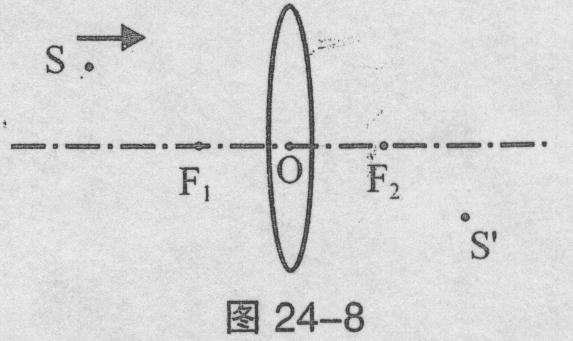 S
F₁
O
F₂
S'
图 24-8